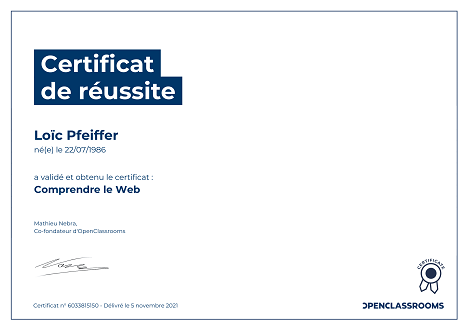 Certificat
de réussite
Loïc Pfeiffer
né(e) le 22/07/1986
a validé et obtenu le certificat :
Comprendre le Web
Mathieu Nebra,
Co-fondateur d'OpenClassrooms
CERTIFICATE
Certificat n° 6033815150 - Délivré le 5 novembre 2021
OPENCLASSROOMS